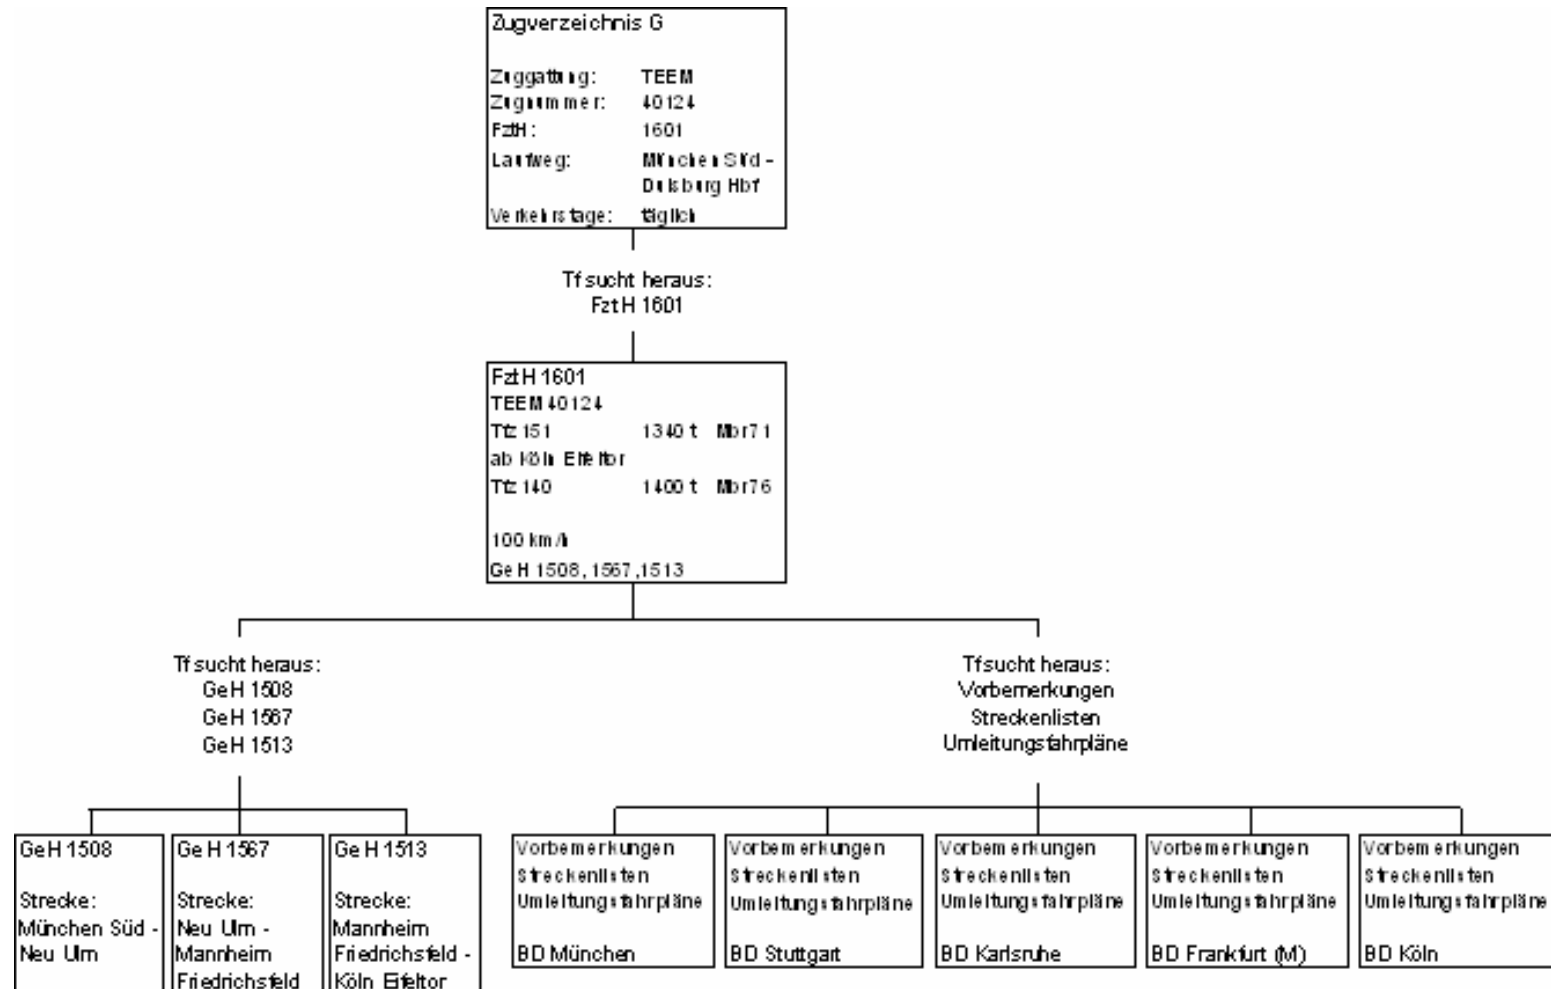 Zugverzeichnis G
Zuggattung: TEEM
Zugnummer: 40124
FztH: 1601
Laufweg: München Süd -
Duisburg Hbf
Verkehrstage: täglich
Tf sucht heraus:
FztH 1601
FztH 1601
TEEM 40124
Tfz 151 1340 t Mbr71
ab Köln Eifeltor
Tfz 140 1400 t Mbr76
100 km/h
GeH 1508, 1567, 1513
Tf sucht heraus:
GeH 1508
GeH 1567
GeH 1513
Tf sucht heraus:
Vorbemerkungen
Streckenlisten
Umleitungsfahrpläne
GeH 1508
Strecke:
München Süd -
Neu Ulm
GeH 1567
Strecke:
Neu Ulm -
Mannheim
Friedrichsfeld
GeH 1513
Strecke:
Mannheim
Friedrichsfeld -
Köln Eifeltor
Vorbemerkungen
Streckenlisten
Umleitungsfahrpläne
BD München
Vorbemerkungen
Streckenlisten
Umleitungsfahrpläne
BD Stuttgart
Vorbemerkungen
Streckenlisten
Umleitungsfahrpläne
BD Karlsruhe
Vorbemerkungen
Streckenlisten
Umleitungsfahrpläne
BD Frankfurt (M)
Vorbemerkungen
Streckenlisten
Umleitungsfahrpläne
BD Köln